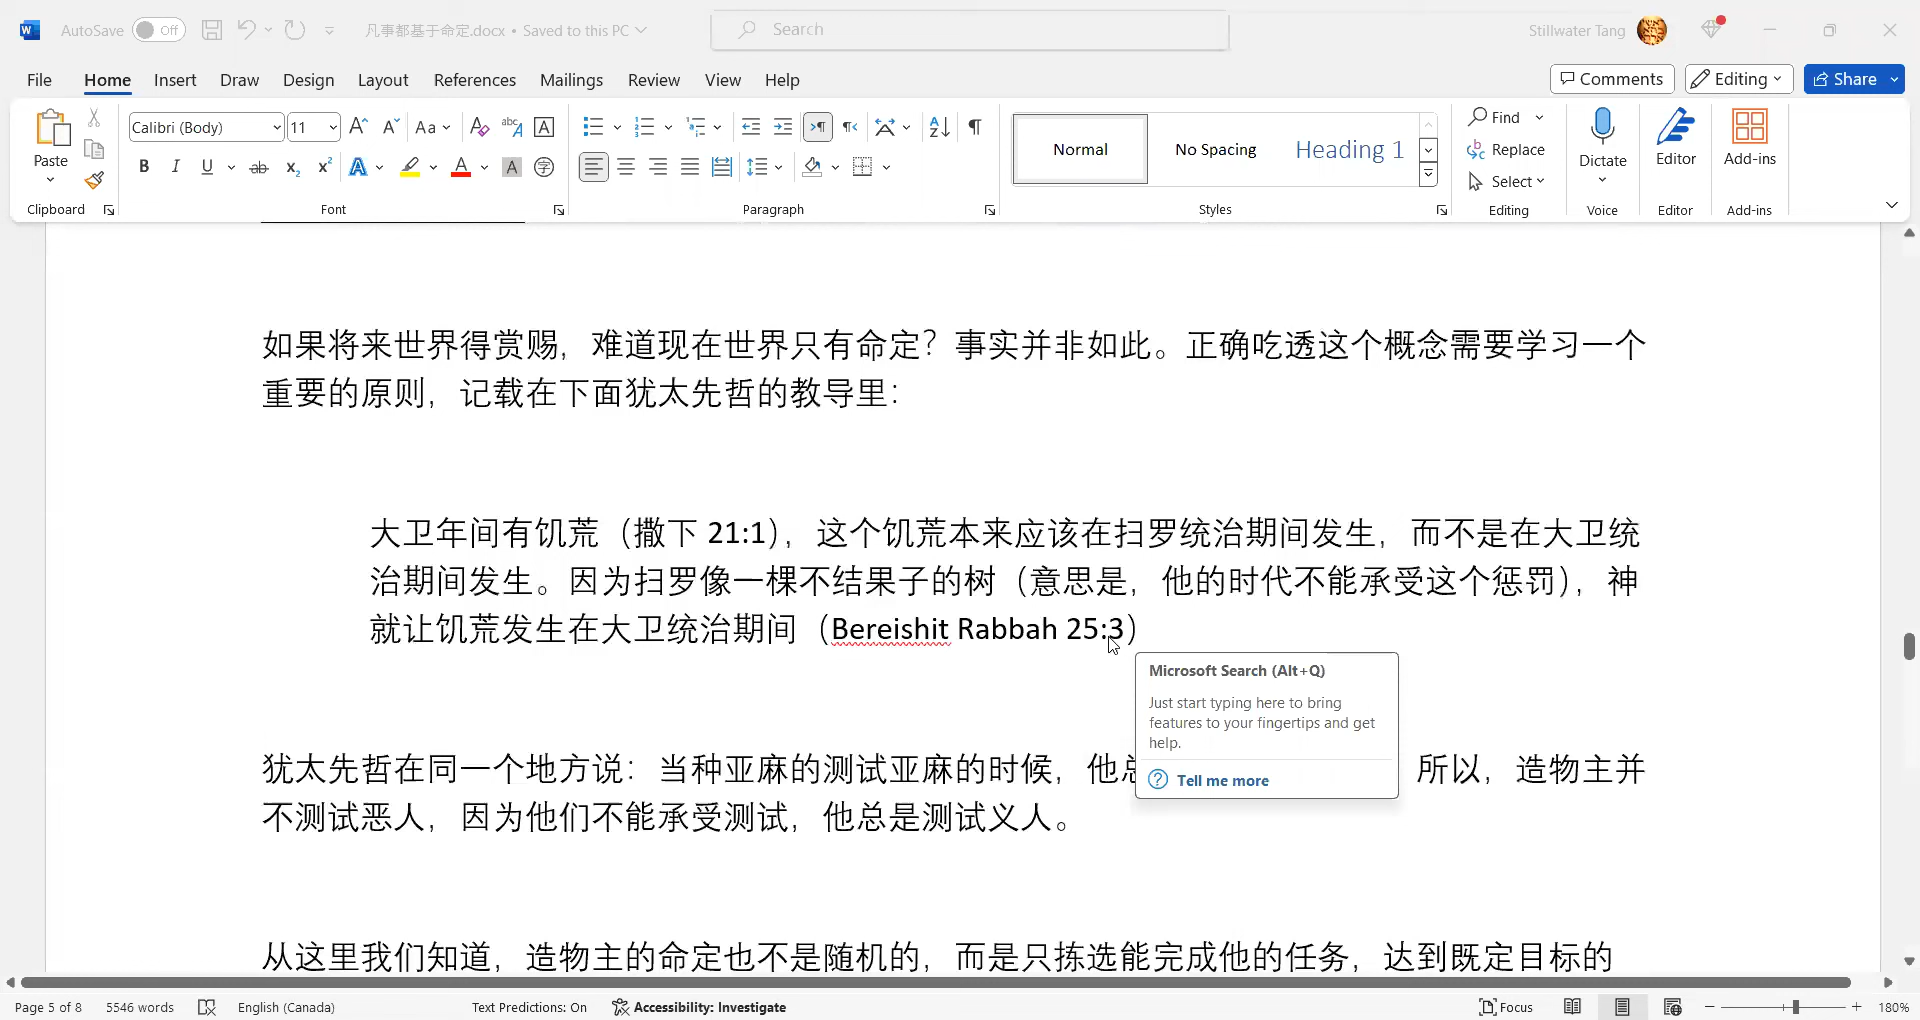 AutoSave Off 凡事都基于命定.docx • Saved to this PC Search Stillwater Tang
File Home Insert Draw Design Layout References Mailings Review View Help Comments Editing Share
Paste Calibri (Body) 11 Normal No Spacing Heading 1 Find Replace Select Dictate Editor Add-ins
Clipboard Font Paragraph Styles Editing Voice Editor Add-ins
如果将来世界得赏赐，难道现在世界只有命定？事实并非如此。正确吃透这个概念需要学习一个
重要的原则，记载在下面犹太先哲的教导里：
大卫年间有饥荒（撒下 21:1），这个饥荒本来应该在扫罗统治期间发生，而不是在大卫统
治期间发生。因为扫罗像一棵不结果子的树（意思是，他的时代不能承受这个惩罚），神
就让饥荒发生在大卫统治期间（Bereishit Rabbah 25:3）
Microsoft Search (Alt+Q)
Just start typing here to bring
features to your fingertips and get
help.
Tell me more
犹太先哲在同一个地方说：当种亚麻的测试亚麻的时候，他总 所以，造物主并
不测试恶人，因为他们不能承受测试，他总是测试义人。
从这里我们知道，造物主的命定也不是随机的，而是只拣选能完成他的任务，达到既定目标的
Page 5 of 8 5546 words English (Canada) Text Predictions: On Accessibility: Investigate Focus 180%